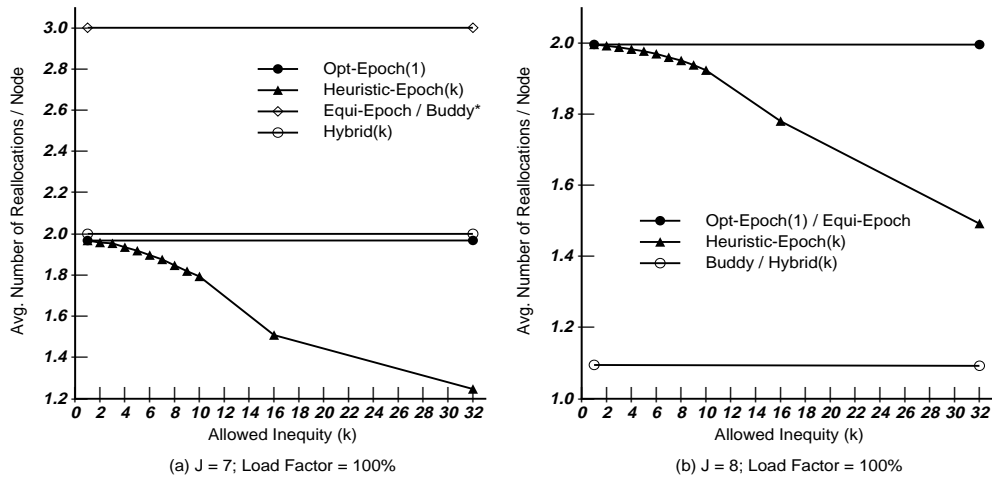 3.0
2.8
2.6
2.4
2.2
2.0
1.8
1.6
1.4
1.2
Avg. Number of Reallocations / Node
Opt-Epoch(1)
Heuristic-Epoch(k)
Equi-Epoch / Buddy*
Hybrid(k)
0 2 4 6 8 10 12 14 16 18 20 22 24 26 28 30 32
Allowed Inequity (k)
(a) J = 7; Load Factor = 100%
2.0
1.8
1.6
1.4
1.2
1.0
Avg. Number of Reallocations / Node
Opt-Epoch(1) / Equi-Epoch
Heuristic-Epoch(k)
Buddy / Hybrid(k)
0 2 4 6 8 10 12 14 16 18 20 22 24 26 28 30 32
Allowed Inequity (k)
(b) J = 8; Load Factor = 100%